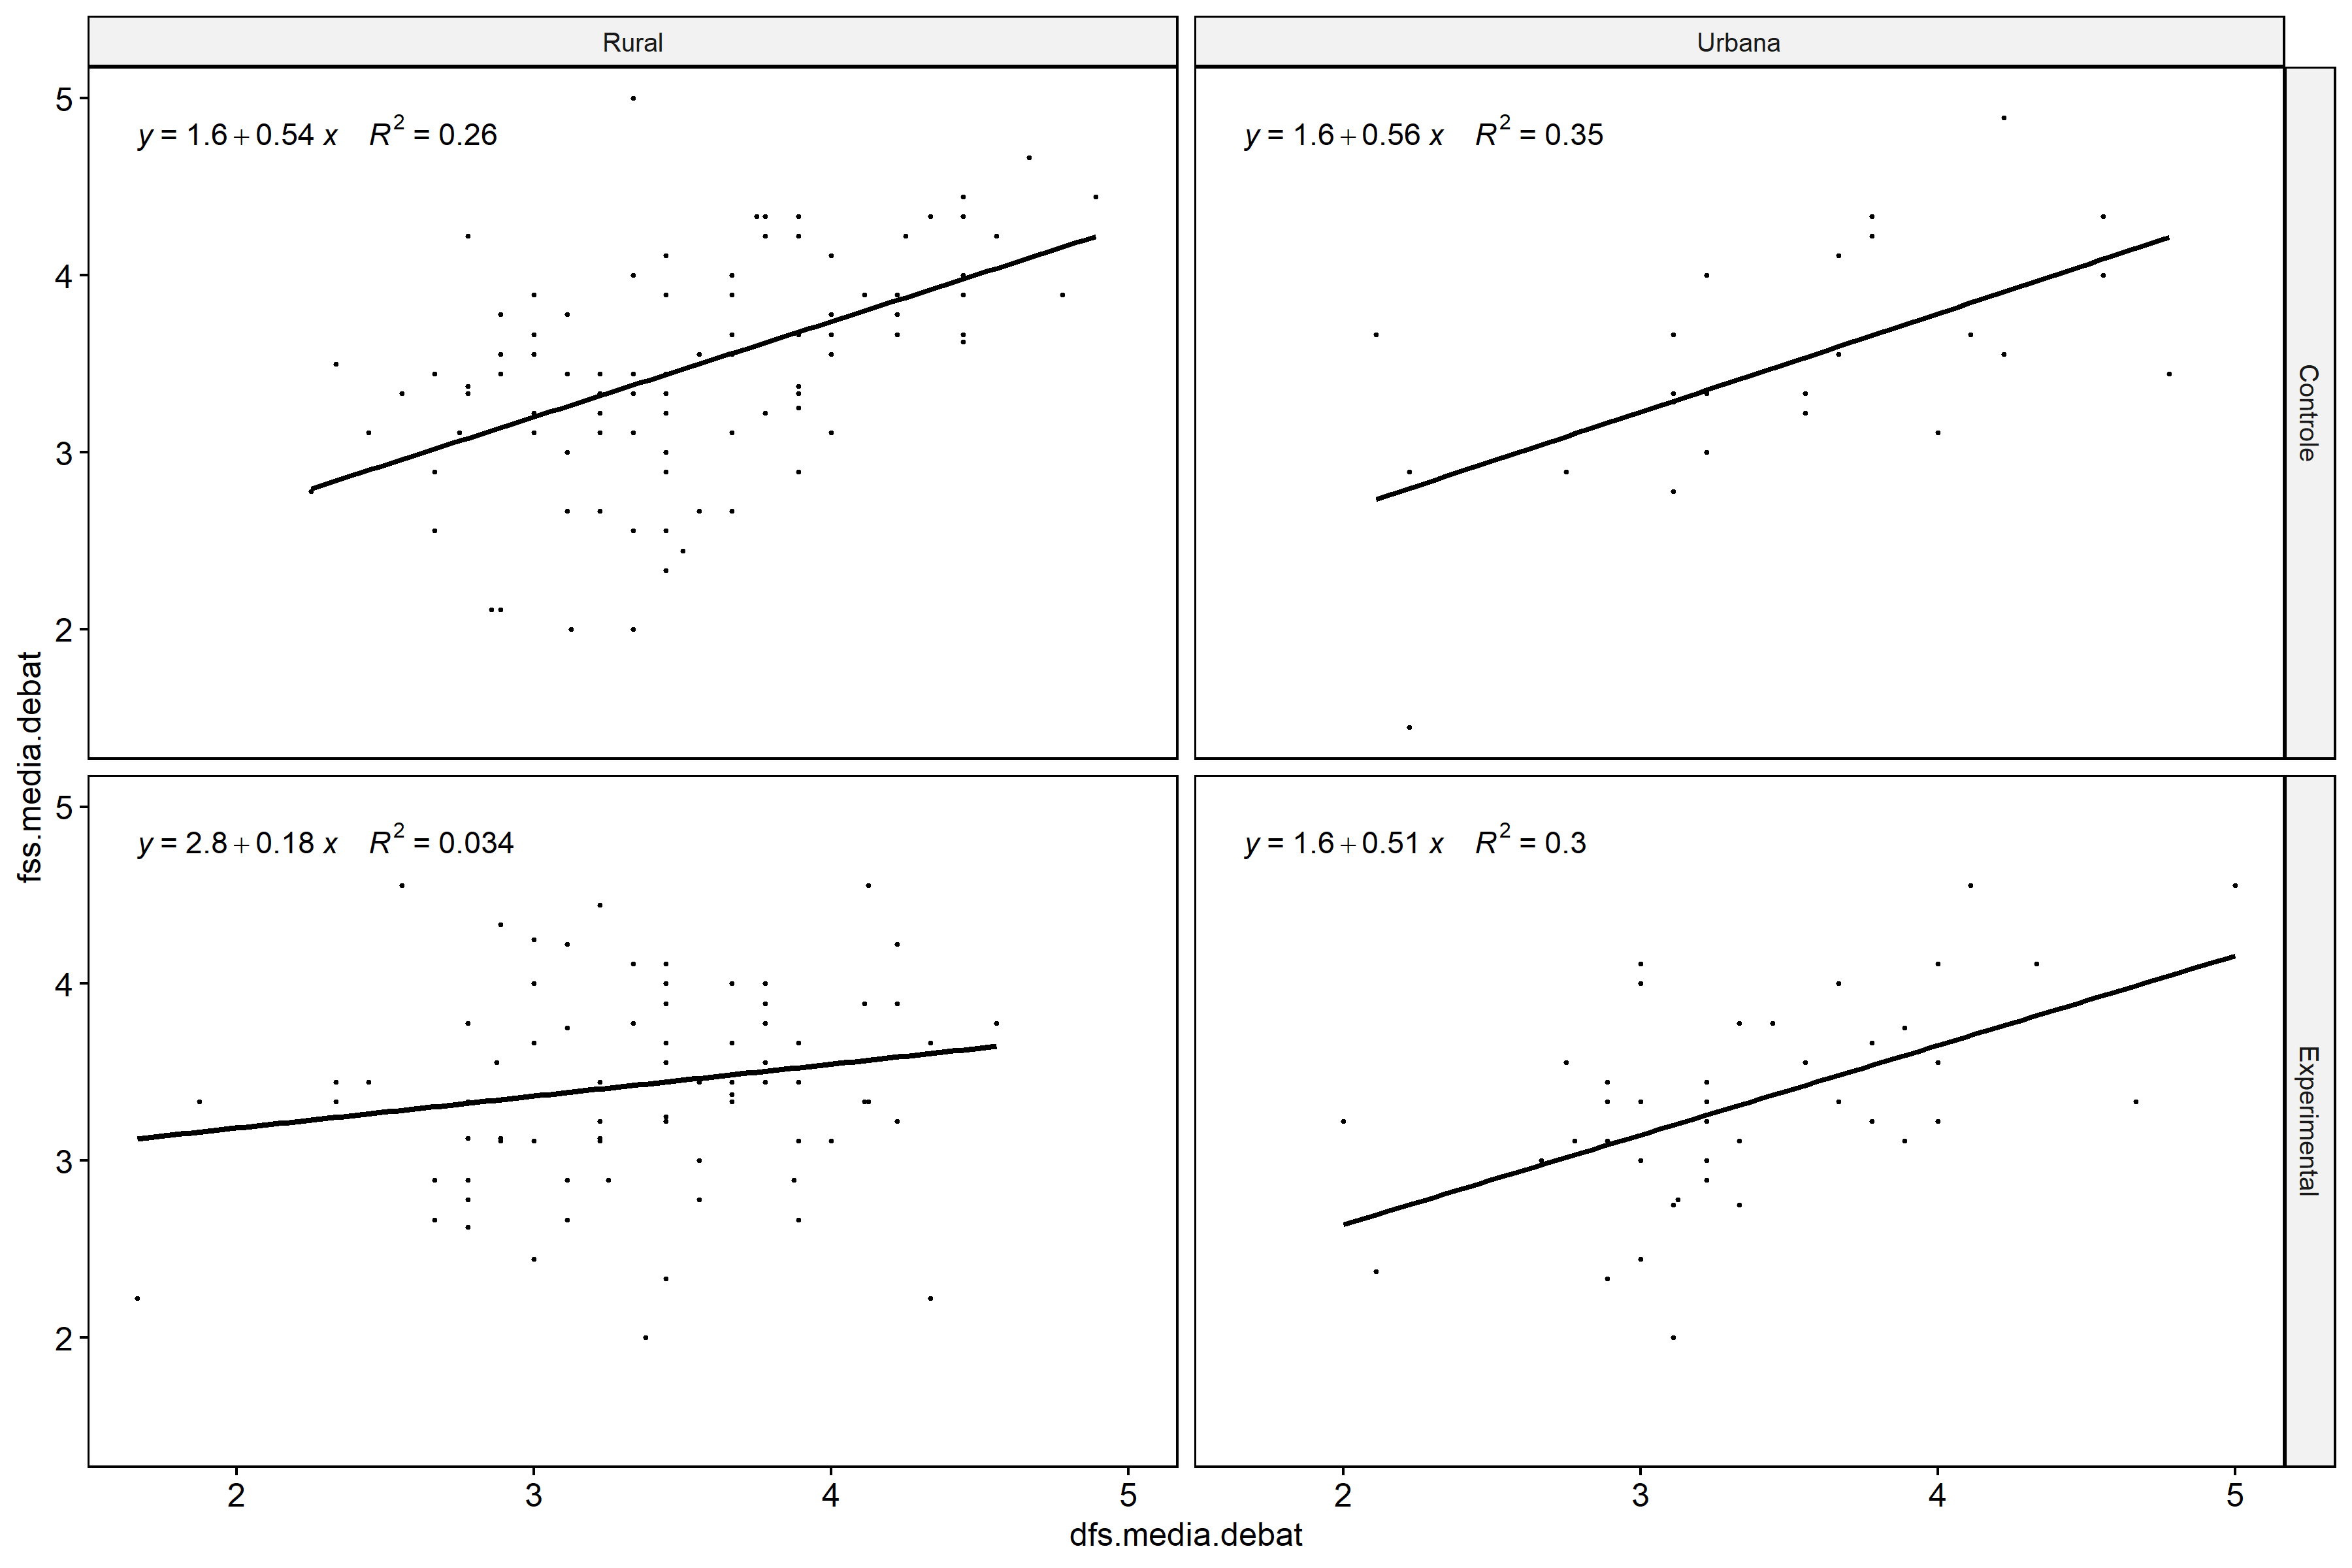 Rural
Urbana
5
4
3
2
y = 1.6 + 0.54 x R² = 0.26
y = 1.6 + 0.56 x R² = 0.35
Controle
fss.media.debat
5
4
3
2
y = 2.8 + 0.18 x R² = 0.034
y = 1.6 + 0.51 x R² = 0.3
Experimental
2 3 4 5 2 3 4 5
dfs.media.debat